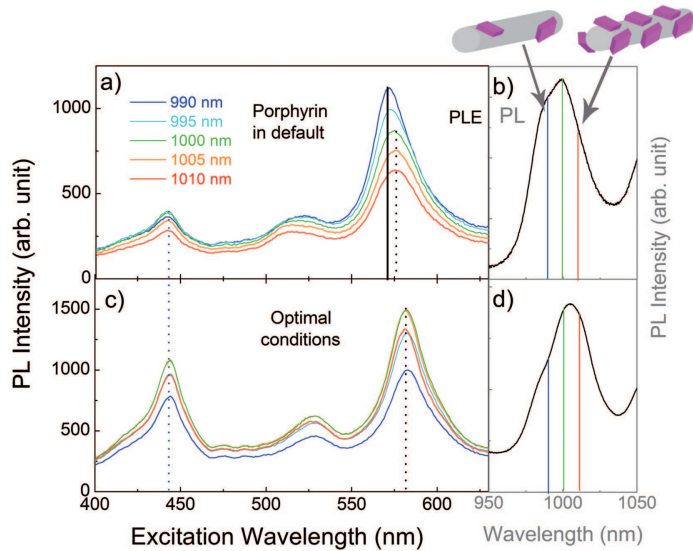 a)
990 nm
995 nm
1000 nm
1005 nm
1010 nm
Porphyrin
in default
PLE
b)
PL
1000
500
0
PL Intensity (arb. unit)
c)
Optimal
conditions
d)
1500
1000
500
0
PL Intensity (arb. unit)
400 450 500 550 600 950 1000 1050
Excitation Wavelength (nm)
Wavelength (nm)